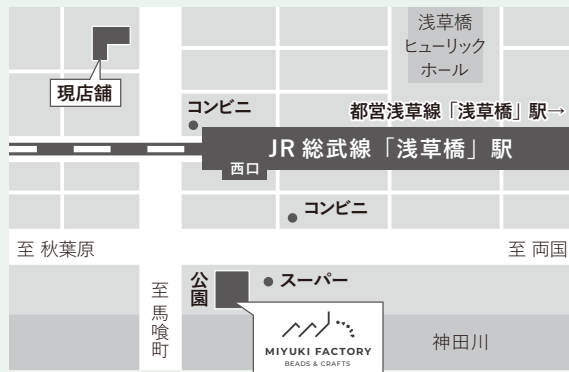 浅草橋
ヒューリック
ホール
現店舗
コンビニ
都営浅草線「浅草橋」駅→
JR 総武線「浅草橋」駅
西口
コンビニ
至 秋葉原
至 両国
公園
スーパー
至馬喰町
MIYUKI FACTORY
BEADS & CRAFTS
神田川